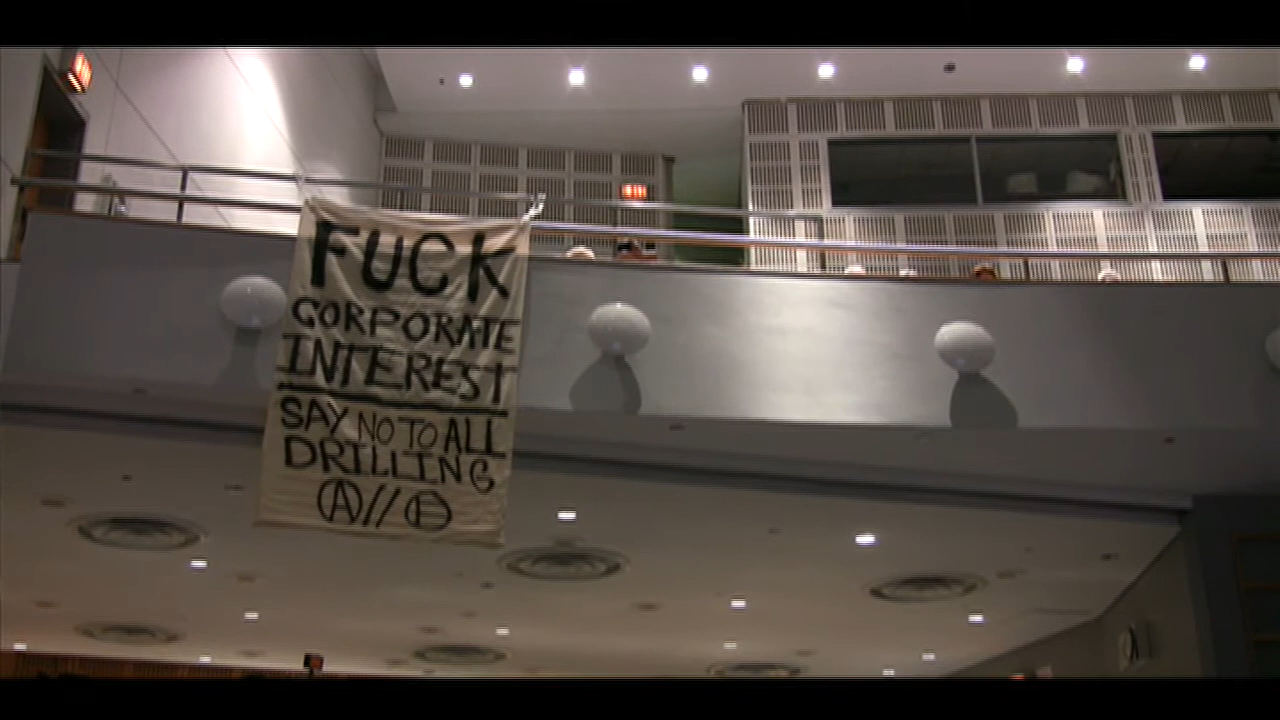 FUCK
CORPORATE
INTEREST
SAY NO TO ALL
DRILLING
Ⓐ//Ⓔ